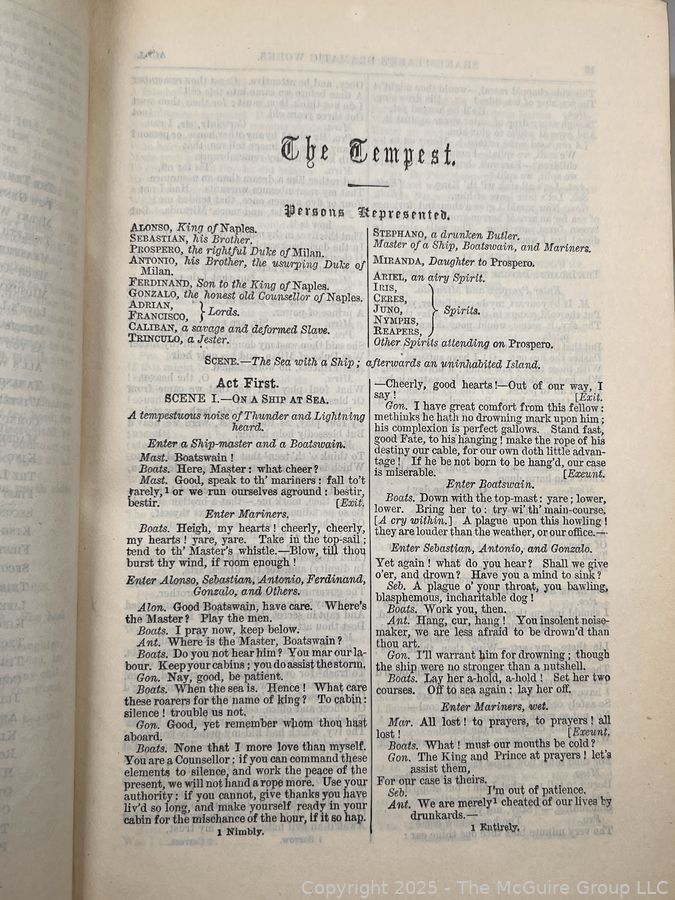 The Tempest.
Persons Represented.
ALONSO, King of Naples.
SEBASTIAN, his Brother.
PROSPERO, the rightful Duke of Milan.
ANTONIO, his Brother, the usurping Duke of
Milan.
FERDINAND, Son to the King of Naples.
GONZALO, the honest old Counsellor of Naples.
ADRIAN,
FRANCISCO, } Lords.
CALIBAN, a savage and deformed Slave.
TRINCULO, a Jester.
STEPHANO, a drunken Butler.
Master of a Ship, Boatswain, and Mariners.
MIRANDA, Daughter to Prospero.
ARIEL, an airy Spirit.
IRIS,
CERES,
JUNO, } Spirits.
NYMPHS,
REAPERS,
Other Spirits attending on Prospero.
SCENE.—The Sea with a Ship; afterwards an uninhabited Island.
Act First.
SCENE I.—ON A SHIP AT SEA.
A tempestuous noise of Thunder and Lightning
heard.
Enter a Ship-master and a Boatswain.
Mast. Boatswain!
Boats. Here, Master: what cheer?
Mast. Good, speak to th' mariners: fall to't
yarely,¹ or we run ourselves aground: bestir,
bestir. [Exit.
Enter Mariners.
Boats. Heigh, my hearts! cheerly, cheerly,
my hearts! yare, yare. Take in the top-sail;
tend to th' Master's whistle.—Blow, till thou
burst thy wind, if room enough!
Enter Alonso, Sebastian, Antonio, Ferdinand,
Gonzalo, and Others.
Alon. Good Boatswain, have care. Where's
the Master? Play the men.
Boats. I pray now, keep below.
Ant. Where is the Master, Boatswain?
Boats. Do you not hear him? You mar our la-
bour. Keep your cabins; you do assist the storm.
Gon. Nay, good, be patient.
Boats. When the sea is. Hence! What care
these roarers for the name of king? To cabin:
silence! trouble us not.
Gon. Good, yet remember whom thou hast
aboard.
Boats. None that I more love than myself.
You are a Counsellor; if you can command these
elements to silence, and work the peace of the
present, we will not hand a rope more. Use your
authority: if you cannot, give thanks you have
liv'd so long, and make yourself ready in your
cabin for the mischance of the hour, if it so hap.
1 Nimbly.
—Cheerly, good hearts!—Out of our way, I
say! [Exit.
Gon. I have great comfort from this fellow:
methinks he hath no drowning mark upon him;
his complexion is perfect gallows. Stand fast,
good Fate, to his hanging! make the rope of his
destiny our cable, for our own doth little advan-
tage! If he be not born to be hang'd, our case
is miserable. [Exeunt.
Enter Boatswain.
Boats. Down with the top-mast: yare; lower,
lower. Bring her to: try wi' th' main-course.
[A cry within.] A plague upon this howling!
they are louder than the weather, or our office.—
Enter Sebastian, Antonio, and Gonzalo.
Yet again! what do you hear? Shall we give
o'er, and drown? Have you a mind to sink?
Seb. A plague o' your throat, you bawling,
blasphemous, incharitable dog!
Boats. Work you, then.
Ant. Hang, cur, hang! You insolent noise-
maker, we are less afraid to be drown'd than
thou art.
Gon. I'll warrant him for drowning; though
the ship were no stronger than a nutshell.
Boats. Lay her a-hold, a-hold! Set her two
courses. Off to sea again: lay her off.
Enter Mariners, wet.
Mar. All lost! to prayers, to prayers! all
lost! [Exeunt.
Boats. What! must our mouths be cold?
Gon. The King and Prince at prayers! let's
assist them,
For our case is theirs.
Seb. I'm out of patience.
Ant. We are merely¹ cheated of our lives by
drunkards.—
1 Entirely.
Copyright 2025 - The McGuire Group LLC